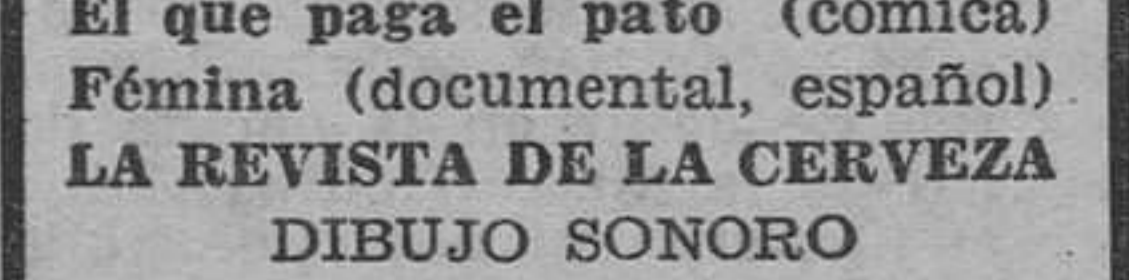 El que paga el pato (cómica)
Fémina (documental, español)
LA REVISTA DE LA CERVEZA
DIBUJO SONORO